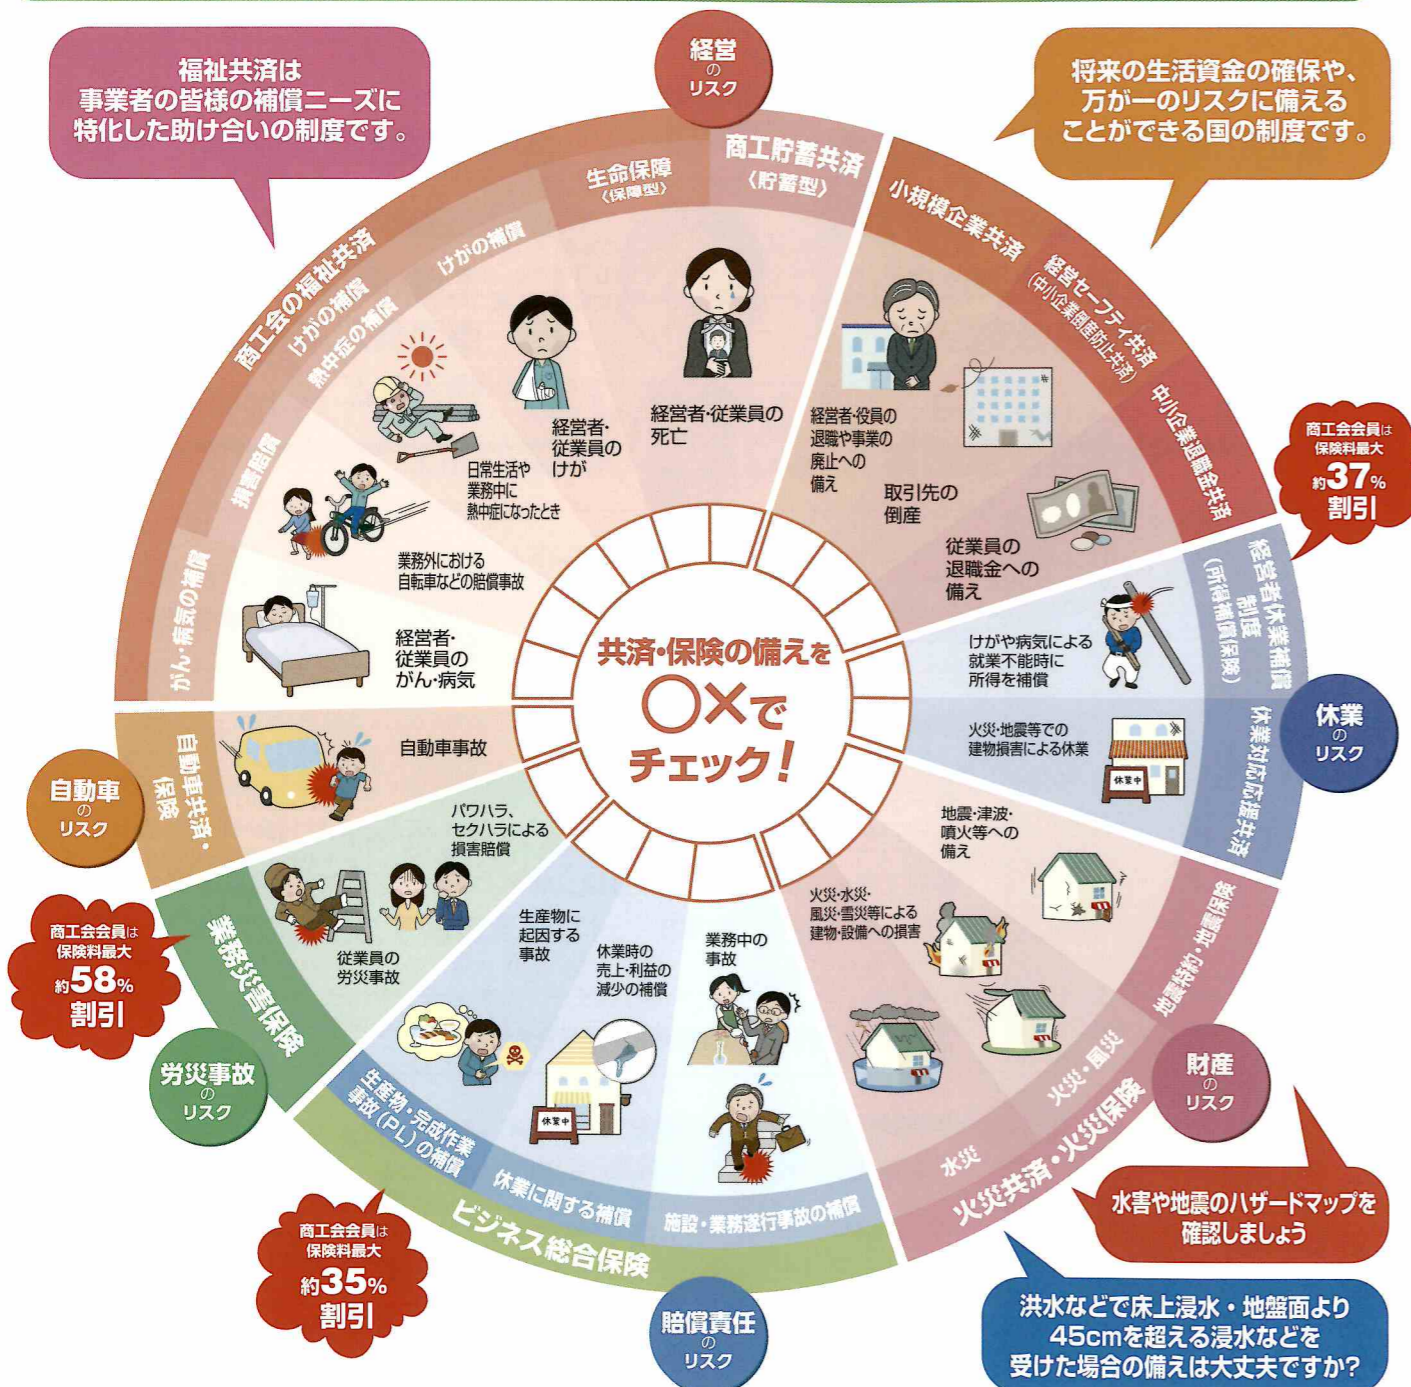 福祉共済は
事業者の皆様の補償ニーズに
特化した助け合いの制度です。
経営
の
リスク
将来の生活資金の確保や、
万が一のリスクに備える
ことができる国の制度です。
商工会の福祉共済
がん・病気の補償
損害賠償
熱中症の補償
けがの補償
けがの補償
生命保障
〈保障型〉
商工貯蓄共済
〈貯蓄型〉
小規模企業共済
経営セーフティ共済
(中小企業倒産防止共済)
中小企業退職金共済
経営者・従業員の
死亡
経営者・
従業員の
けが
日常生活や
業務中に
熱中症になったとき
業務外における
自転車などの賠償事故
経営者・
従業員の
がん・病気
経営者・役員の
退職や事業の
廃止への
備え
取引先の
倒産
従業員の
退職金への
備え
商工会会員は
保険料最大
約37%
割引
経営者休業補償
制度
(所得補償保険)
けがや病気による
就業不能時に
所得を補償
休業
の
リスク
休業対応応援共済
火災・地震等での
建物損害による休業
休業中
共済・保険の備えを
○×で
チェック!
自動車
の
リスク
自動車共済・
保険
自動車事故
パワハラ、
セクハラによる
損害賠償
従業員の
労災事故
業務災害保険
商工会会員は
保険料最大
約58%
割引
労災事故
の
リスク
生産物に
起因する
事故
休業時の
売上・利益の
減少の補償
業務中の
事故
休業中
生産物・完成作業
事故(PL)の補償
休業に関する補償
施設・業務遂行事故の補償
ビジネス総合保険
商工会会員は
保険料最大
約35%
割引
賠償責任
の
リスク
地震・津波・
噴火等への
備え
火災・水災・
風災・雪災等による
建物・設備への損害
地震特約・地震保険
火災・風災
水災
火災共済・火災保険
財産
の
リスク
水害や地震のハザードマップを
確認しましょう
洪水などで床上浸水・地盤面より
45cmを超える浸水などを
受けた場合の備えは大丈夫ですか?